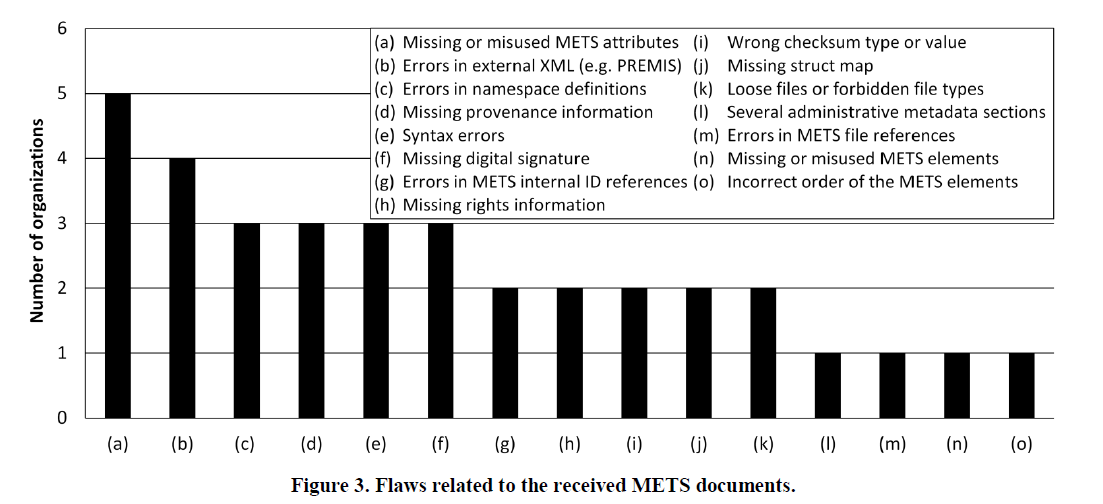 Number of organizations
6
5
4
3
2
1
0
(a) Missing or misused METS attributes
(b) Errors in external XML (e.g. PREMIS)
(c) Errors in namespace definitions
(d) Missing provenance information
(e) Syntax errors
(f) Missing digital signature
(g) Errors in METS internal ID references
(h) Missing rights information
(i) Wrong checksum type or value
(j) Missing struct map
(k) Loose files or forbidden file types
(l) Several administrative metadata sections
(m) Errors in METS file references
(n) Missing or misused METS elements
(o) Incorrect order of the METS elements
(a) (b) (c) (d) (e) (f) (g) (h) (i) (j) (k) (l) (m) (n) (o)
Figure 3. Flaws related to the received METS documents.